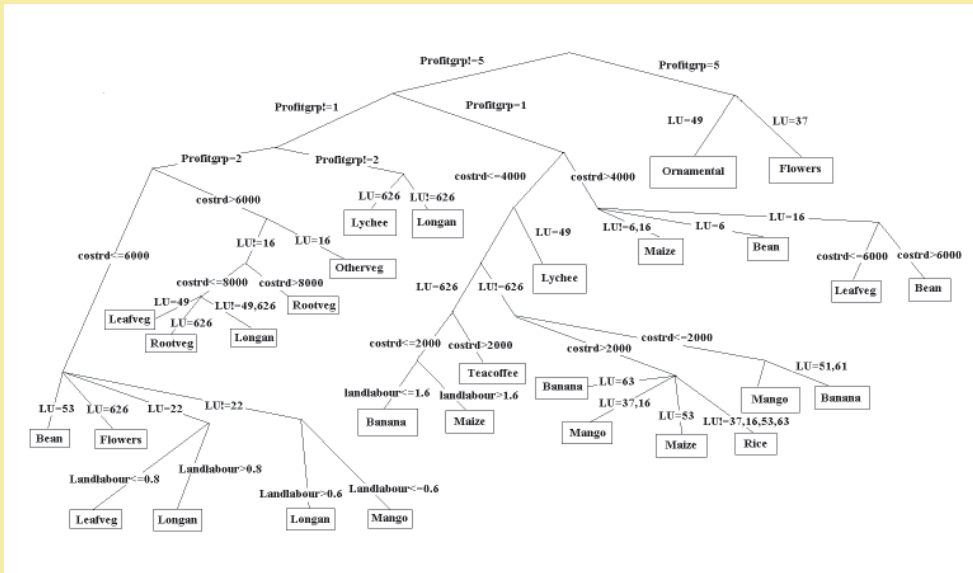 Profitgrp!=5
Profitgrp=5
Profitgrp!=1
Profitgrp=1
LU=49
LU=37
Profitgrp=2
Profitgrp!=2
Ornamental
Flowers
costrd<=4000
costrd>4000
costrd>6000
LU=626
LU!=626
Lychee
Longan
LU!=6,16
LU=6
LU=16
Maize
Bean
costrd<=6000
LU!=16
LU=16
Otherveg
LU=49
Lychee
costrd<=6000
costrd>6000
Leafveg
Bean
costrd<=8000
costrd>8000
LU=626
LU!=626
LU=49
LU!=49,626
Rootveg
Leafveg
LU=626
Rootveg
Longan
costrd<=2000
costrd>2000
costrd>2000
costrd<=2000
Teacoffee
LU=51,61
landlabour<=1.6
landlabour>1.6
Banana
LU=63
Mango
Banana
LU=53
LU=626
LU=22
LU!=22
Banana
Maize
LU=37,16
LU=53
LU!=37,16,53,63
Bean
Flowers
Mango
Maize
Rice
Landlabour<=0.8
Landlabour>0.8
Landlabour>0.6
Landlabour<=0.6
Leafveg
Longan
Longan
Mango